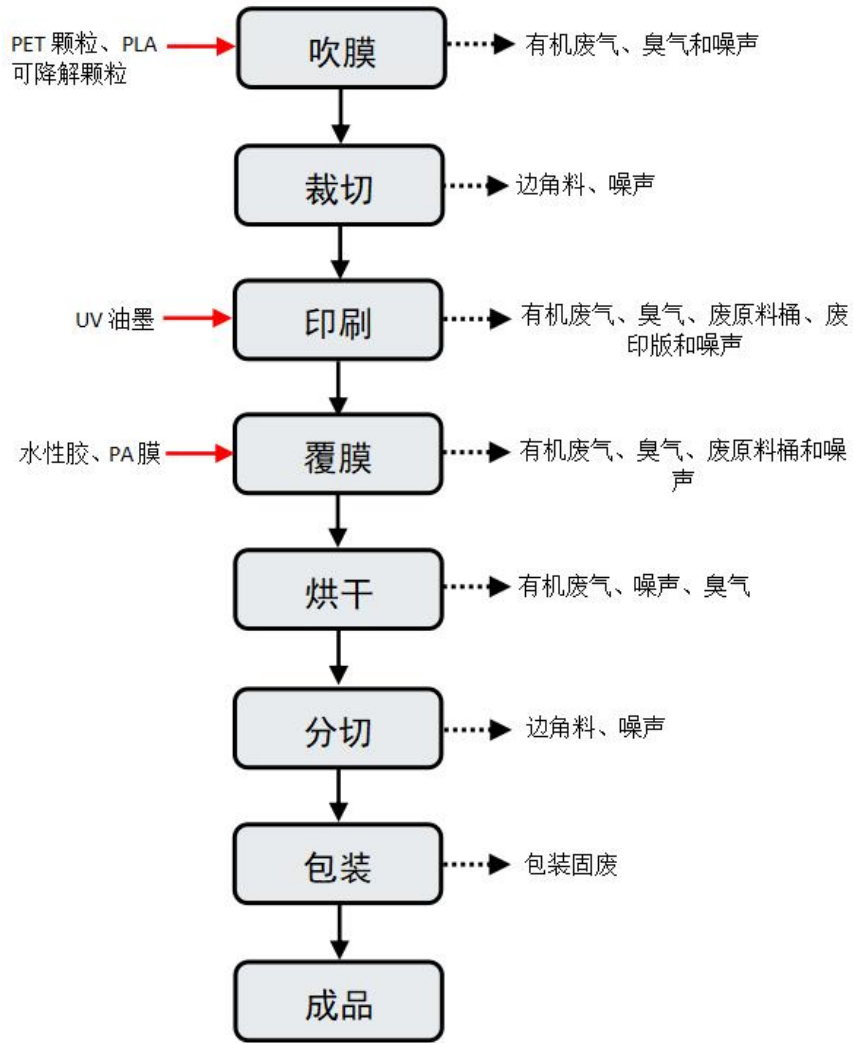 PET 颗粒、PLA
可降解颗粒
吹膜
有机废气、臭气和噪声
裁切
边角料、噪声
UV 油墨
印刷
有机废气、臭气、废原料桶、废
印版和噪声
水性胶、PA 膜
覆膜
有机废气、臭气、废原料桶和噪
声
烘干
有机废气、噪声、臭气
分切
边角料、噪声
包装
包装固废
成品